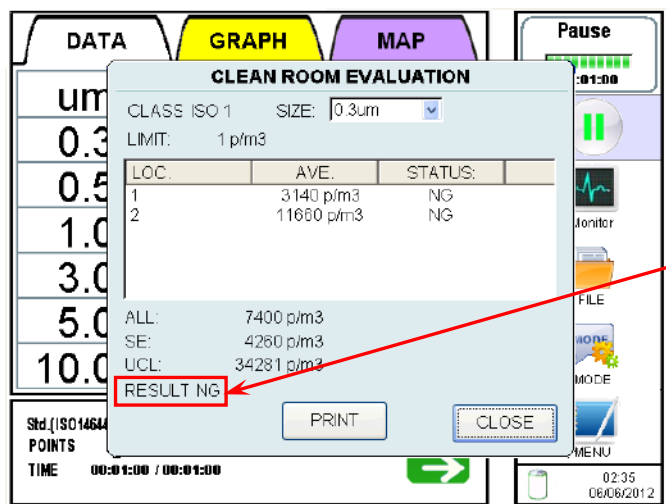 DATA GRAPH MAP
Pause
:01:00
CLEAN ROOM EVALUATION
CLASS ISO 1 SIZE: 0.3um
LIMIT: 1 p/m3
LOC. AVE. STATUS:
1 3140 p/m3 NG
2 11660 p/m3 NG
ALL: 7400 p/m3
SE: 4260 p/m3
UCL: 34281 p/m3
RESULT NG
PRINT CLOSE
um
0.3
0.5
1.0
3.0
5.0
10.0
Monitor
FILE
MODE
MODE
MENU
Std.(ISO14644
POINTS
TIME 00:01:00 / 00:01:00
02:35
06/06/2012